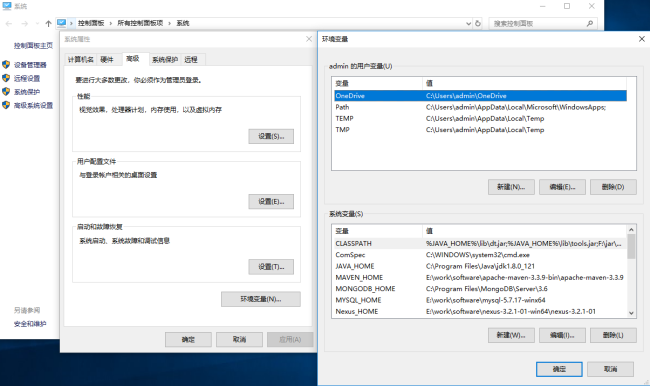 系统
控制面板 > 所有控制面板项 > 系统
搜索控制面板
控制面板主页
设备管理器
远程设置
系统保护
高级系统设置
另请参阅
安全和维护
系统属性
计算机名 硬件 高级 系统保护 远程
要进行大多数更改，你必须作为管理员登录。
性能
视觉效果，处理器计划，内存使用，以及虚拟内存
设置(S)...
用户配置文件
与登录帐户相关的桌面设置
设置(E)...
启动和故障恢复
系统启动、系统故障和调试信息
设置(T)...
环境变量(N)...
确定 取消 应用(A)
环境变量
admin 的用户变量(U)
变量 值
OneDrive C:\Users\admin\OneDrive
Path C:\Users\admin\AppData\Local\Microsoft\WindowsApps;
TEMP C:\Users\admin\AppData\Local\Temp
TMP C:\Users\admin\AppData\Local\Temp
新建(N)... 编辑(E)... 删除(D)
系统变量(S)
变量 值
CLASSPATH %JAVA_HOME%\lib\dt.jar;%JAVA_HOME%\lib\tools.jar;F:\jar\...
ComSpec C:\WINDOWS\system32\cmd.exe
JAVA_HOME C:\Program Files\Java\jdk1.8.0_121
MAVEN_HOME E:\work\software\apache-maven-3.3.9-bin\apache-maven-3.3.9
MONGODB_HOME C:\Program Files\MongoDB\Server\3.6
MYSQL_HOME E:\work\software\mysql-5.7.17-winx64
Nexus_HOME E:\work\software\nexus-3.2.1-01-win64\nexus-3.2.1-01
新建(W)... 编辑(I)... 删除(L)
确定 取消